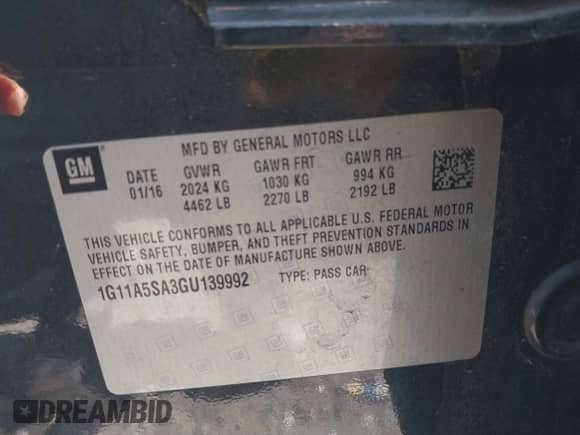 MFD BY GENERAL MOTORS LLC
GM
DATE GVWR GAWR FRT GAWR RR
01/16 2024 KG 1030 KG 994 KG
4462 LB 2270 LB 2192 LB
THIS VEHICLE CONFORMS TO ALL APPLICABLE U.S. FEDERAL MOTOR
VEHICLE SAFETY, BUMPER, AND THEFT PREVENTION STANDARDS IN
EFFECT ON THE DATE OF MANUFACTURE SHOWN ABOVE.
1G11A5SA3GU139992 TYPE: PASS CAR
DREAMBID